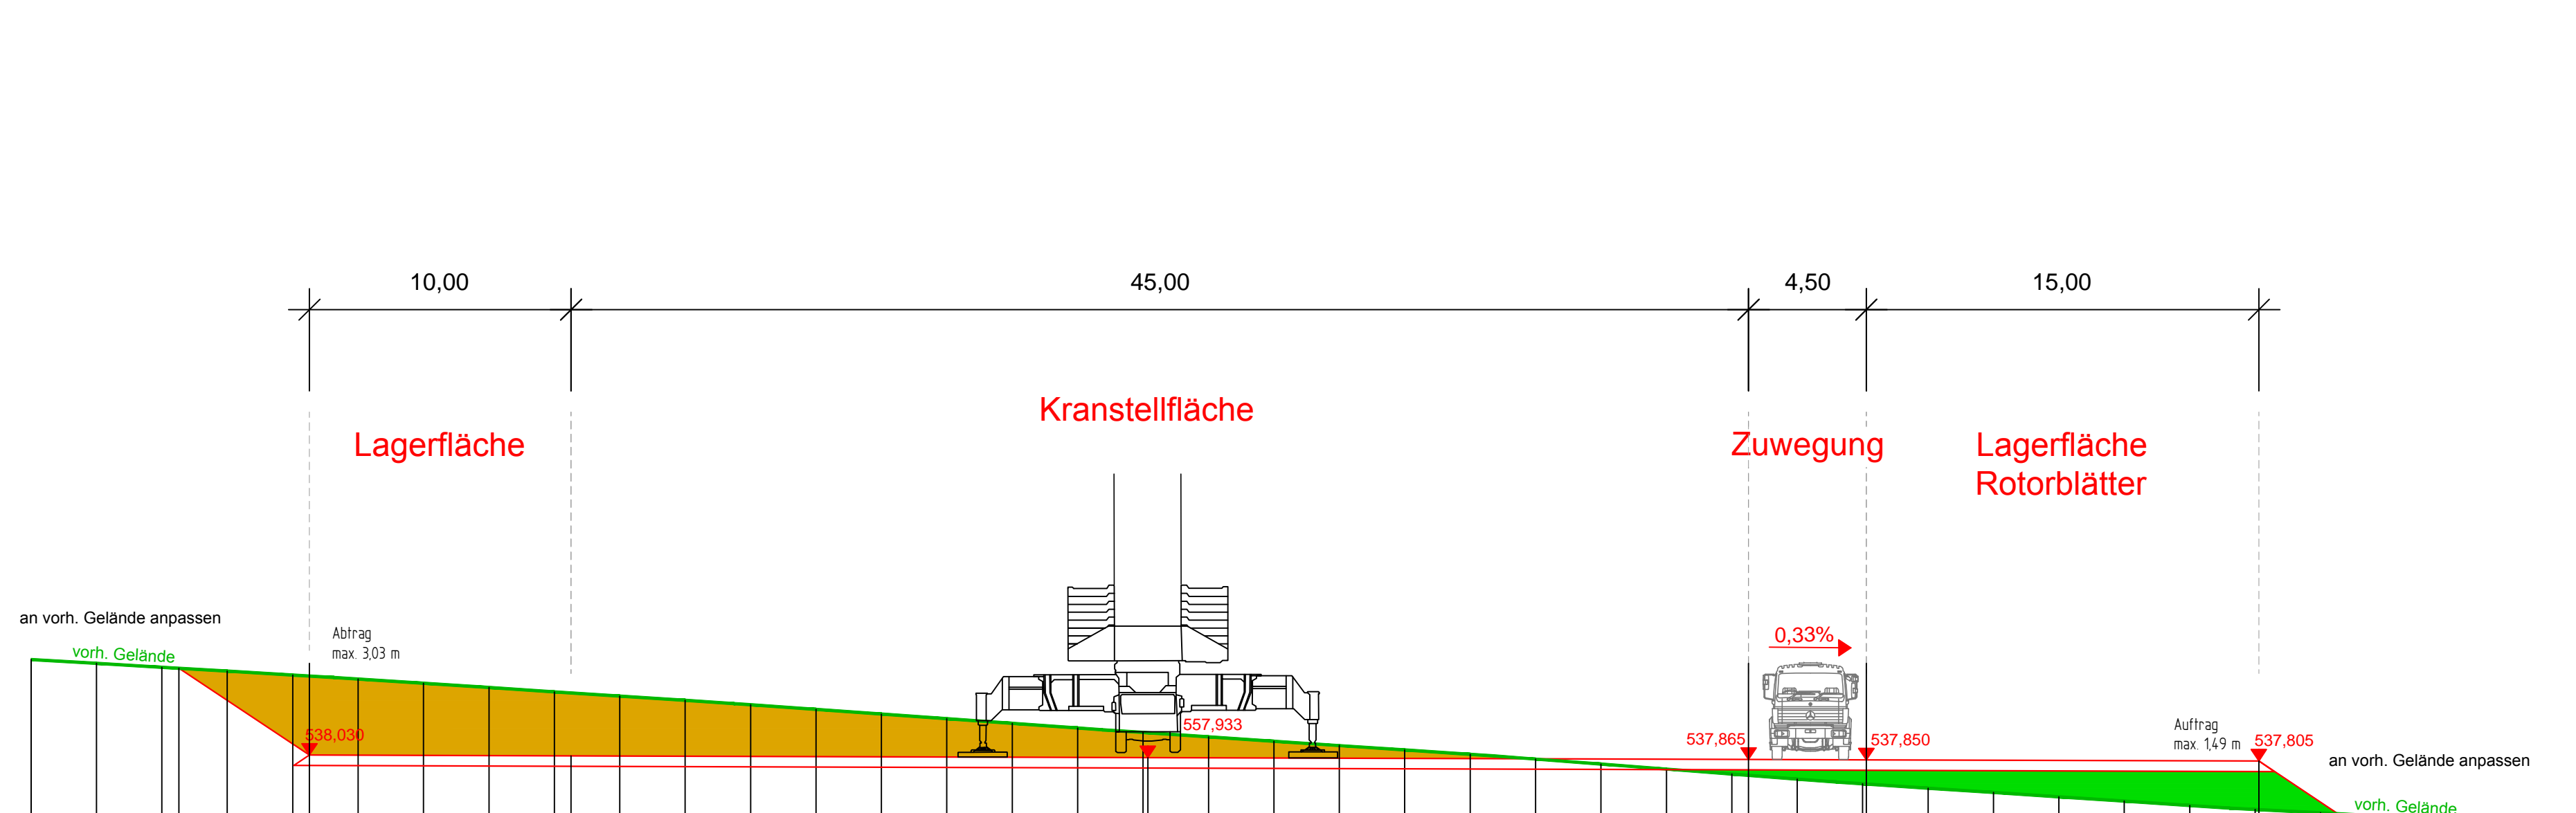 10,00
45,00
4,50
15,00
Kranstellfläche
Lagerfläche
Zuwegung
Lagerfläche
Rotorblätter
an vorh. Gelände anpassen
vorh. Gelände
Abtrag
max. 3,03 m
538,030
557,933
0,33%
537,865
537,850
Auftrag
max. 1,49 m
537,805
an vorh. Gelände anpassen
vorh. Gelände